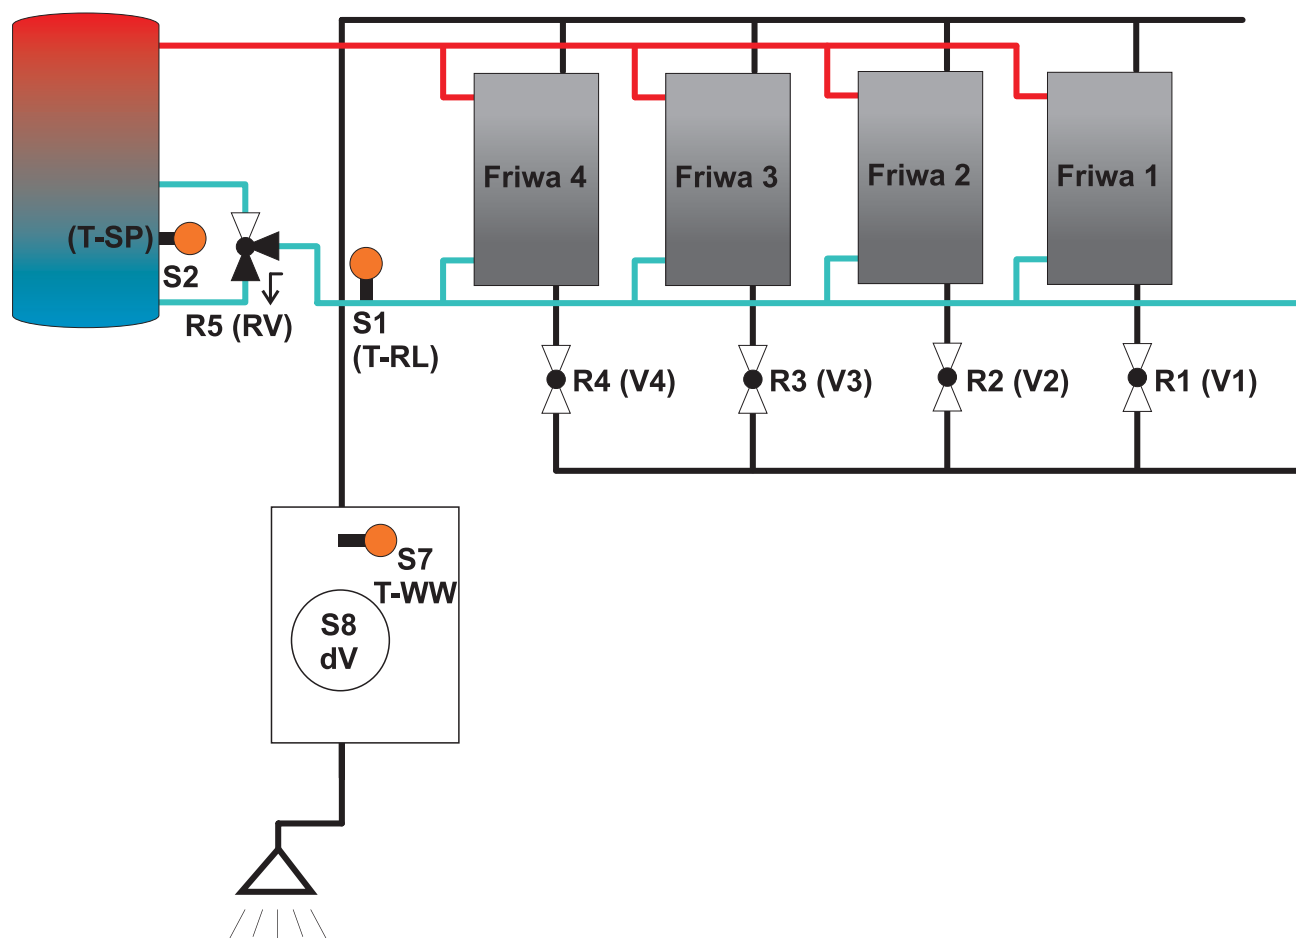 Friwa 4
Friwa 3
Friwa 2
Friwa 1
(T-SP)
S2
R5 (RV)
S1
(T-RL)
R4 (V4)
R3 (V3)
R2 (V2)
R1 (V1)
S7
T-WW
S8
dV